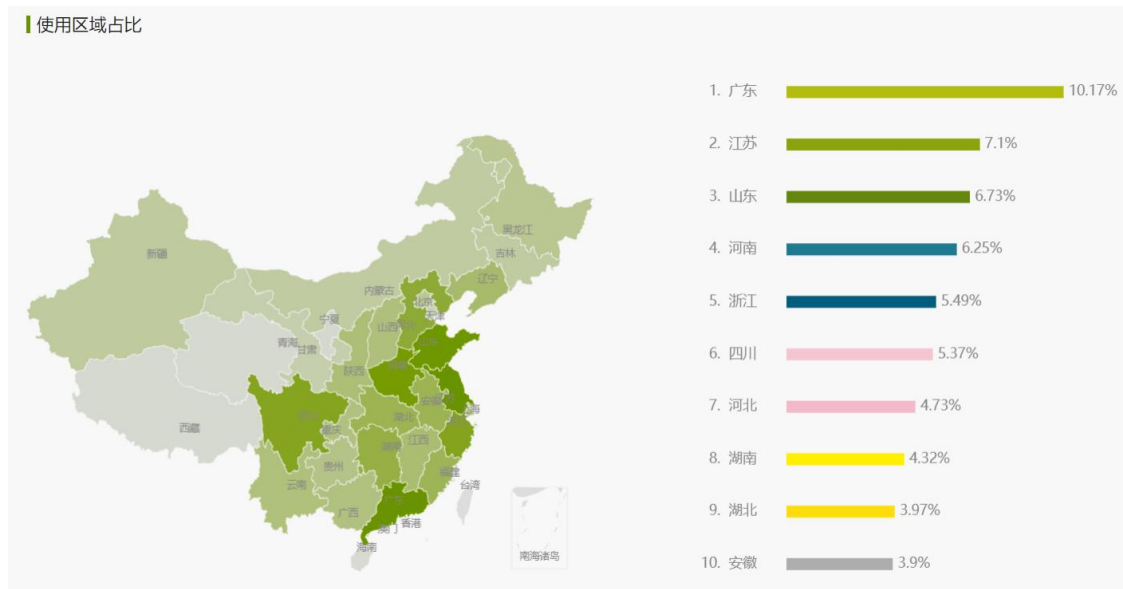 使用区域占比
1. 广东 10.17%
2. 江苏 7.1%
3. 山东 6.73%
4. 河南 6.25%
5. 浙江 5.49%
6. 四川 5.37%
7. 河北 4.73%
8. 湖南 4.32%
9. 湖北 3.97%
10. 安徽 3.9%
黑龙江
新疆
吉林
辽宁
内蒙古
北京
天津
宁夏
山西
山东
青海
甘肃
陕西
安徽
湖北
重庆
江西
湖南
西藏
贵州
福建
云南
台湾
广西
香港
澳门
海南
南海诸岛